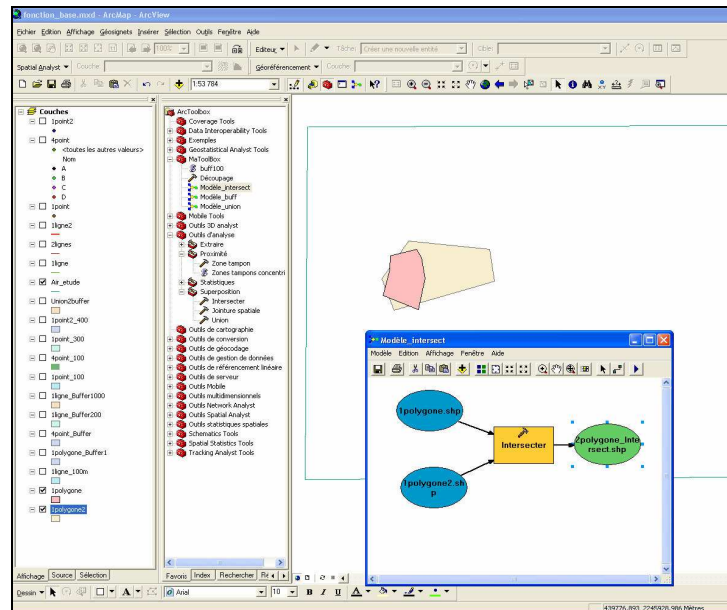 fonction_base.mxd - ArcMap - ArcView
Fichier Edition Affichage Géosignets Insérer Sélection Outils Fenêtre Aide
100%
Editeur
Tâche: Créer une nouvelle entité
Cible:
Spatial Analyst
Couche:
Géoréférencement
Couche:
1:53 784
Couches
1point2
4point
<toutes les autres valeurs>
Nom
A
B
C
D
1point
1ligne2
2lignes
1ligne
Air_etude
Union2buffer
1point2_400
1point_300
4point_100
1point_100
1ligne_Buffer1000
1ligne_Buffer200
4point_Buffer
1polygone_Buffer1
1ligne_100m
1polygone
1polygone2
Affichage Source Sélection
ArcToolbox
Coverage Tools
Data Interoperability Tools
Exemples
Geostatistical Analyst Tools
MaToolBox
buff100
Découpage
Modèle_intersect
Modèle_buff
Modèle_union
Mobile Tools
Outils 3D analyst
Outils d'analyse
Extraire
Proximité
Zone tampon
Zones tampons concentri
Statistiques
Superposition
Intersecter
Jointure spatiale
Union
Outils de cartographie
Outils de conversion
Outils de géocodage
Outils de gestion de données
Outils de référencement linéaire
Outils de serveur
Outils Mobile
Outils multidimensionnels
Outils Network Analyst
Outils Spatial Analyst
Outils statistiques spatiales
Schematics Tools
Spatial Statistics Tools
Tracking Analyst Tools
Favoris Index Rechercher
Modèle_intersect
Modèle Edition Affichage Fenêtre Aide
1polygone.shp
Intersecter
2polygone_Inte
rsect.shp
1polygone2.sh
p
Dessin
A
Arial
10
B I U A
439776,893 2245928,986 Mètres